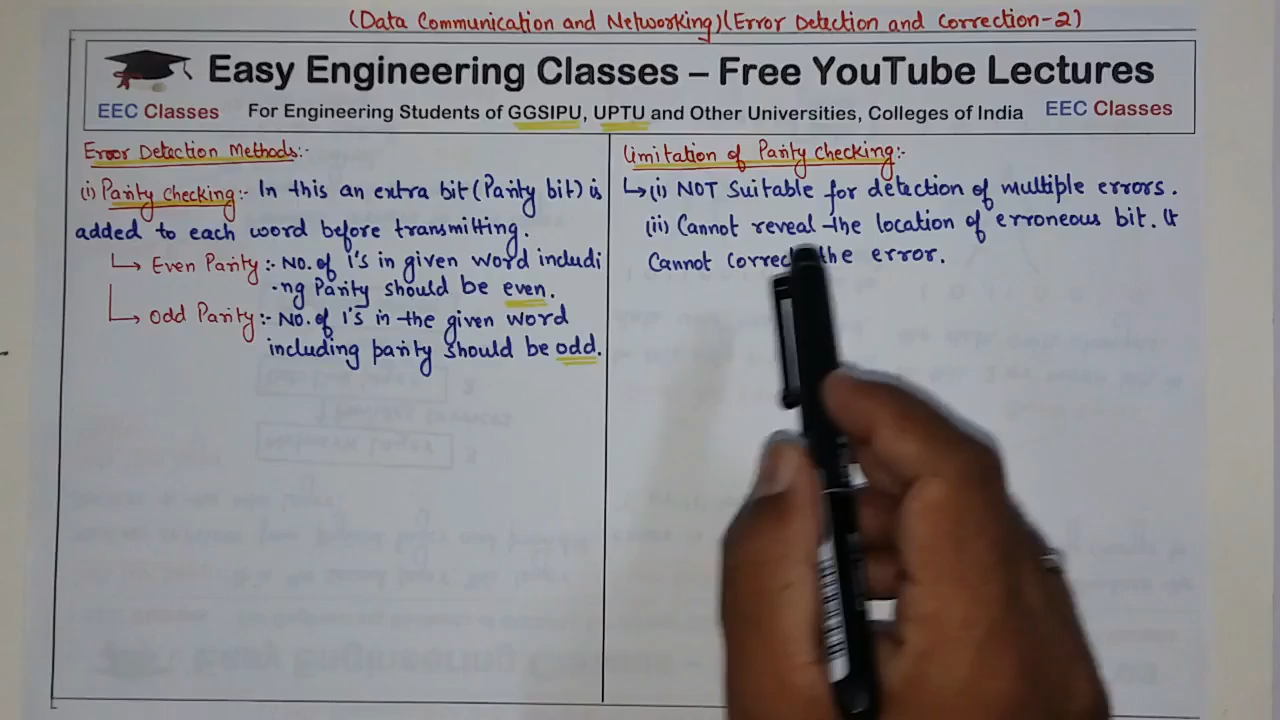 (Data Communication and Networking)(Error Detection and Correction-2)
Easy Engineering Classes – Free YouTube Lectures
EEC Classes For Engineering Students of GGSIPU, UPTU and Other Universities, Colleges of India EEC Classes
Error Detection Methods:-
(i) Parity Checking:- In this an extra bit (Parity bit) is
added to each word before transmitting.
Even Parity:- No. of 1's in given word includi
-ng Parity should be even.
Odd Parity:- No. of 1's in the given word
including parity should be odd.
Limitation of Parity Checking:-
(i) NOT Suitable for detection of multiple errors.
(ii) Cannot reveal the location of erroneous bit. It
Cannot correct the error.